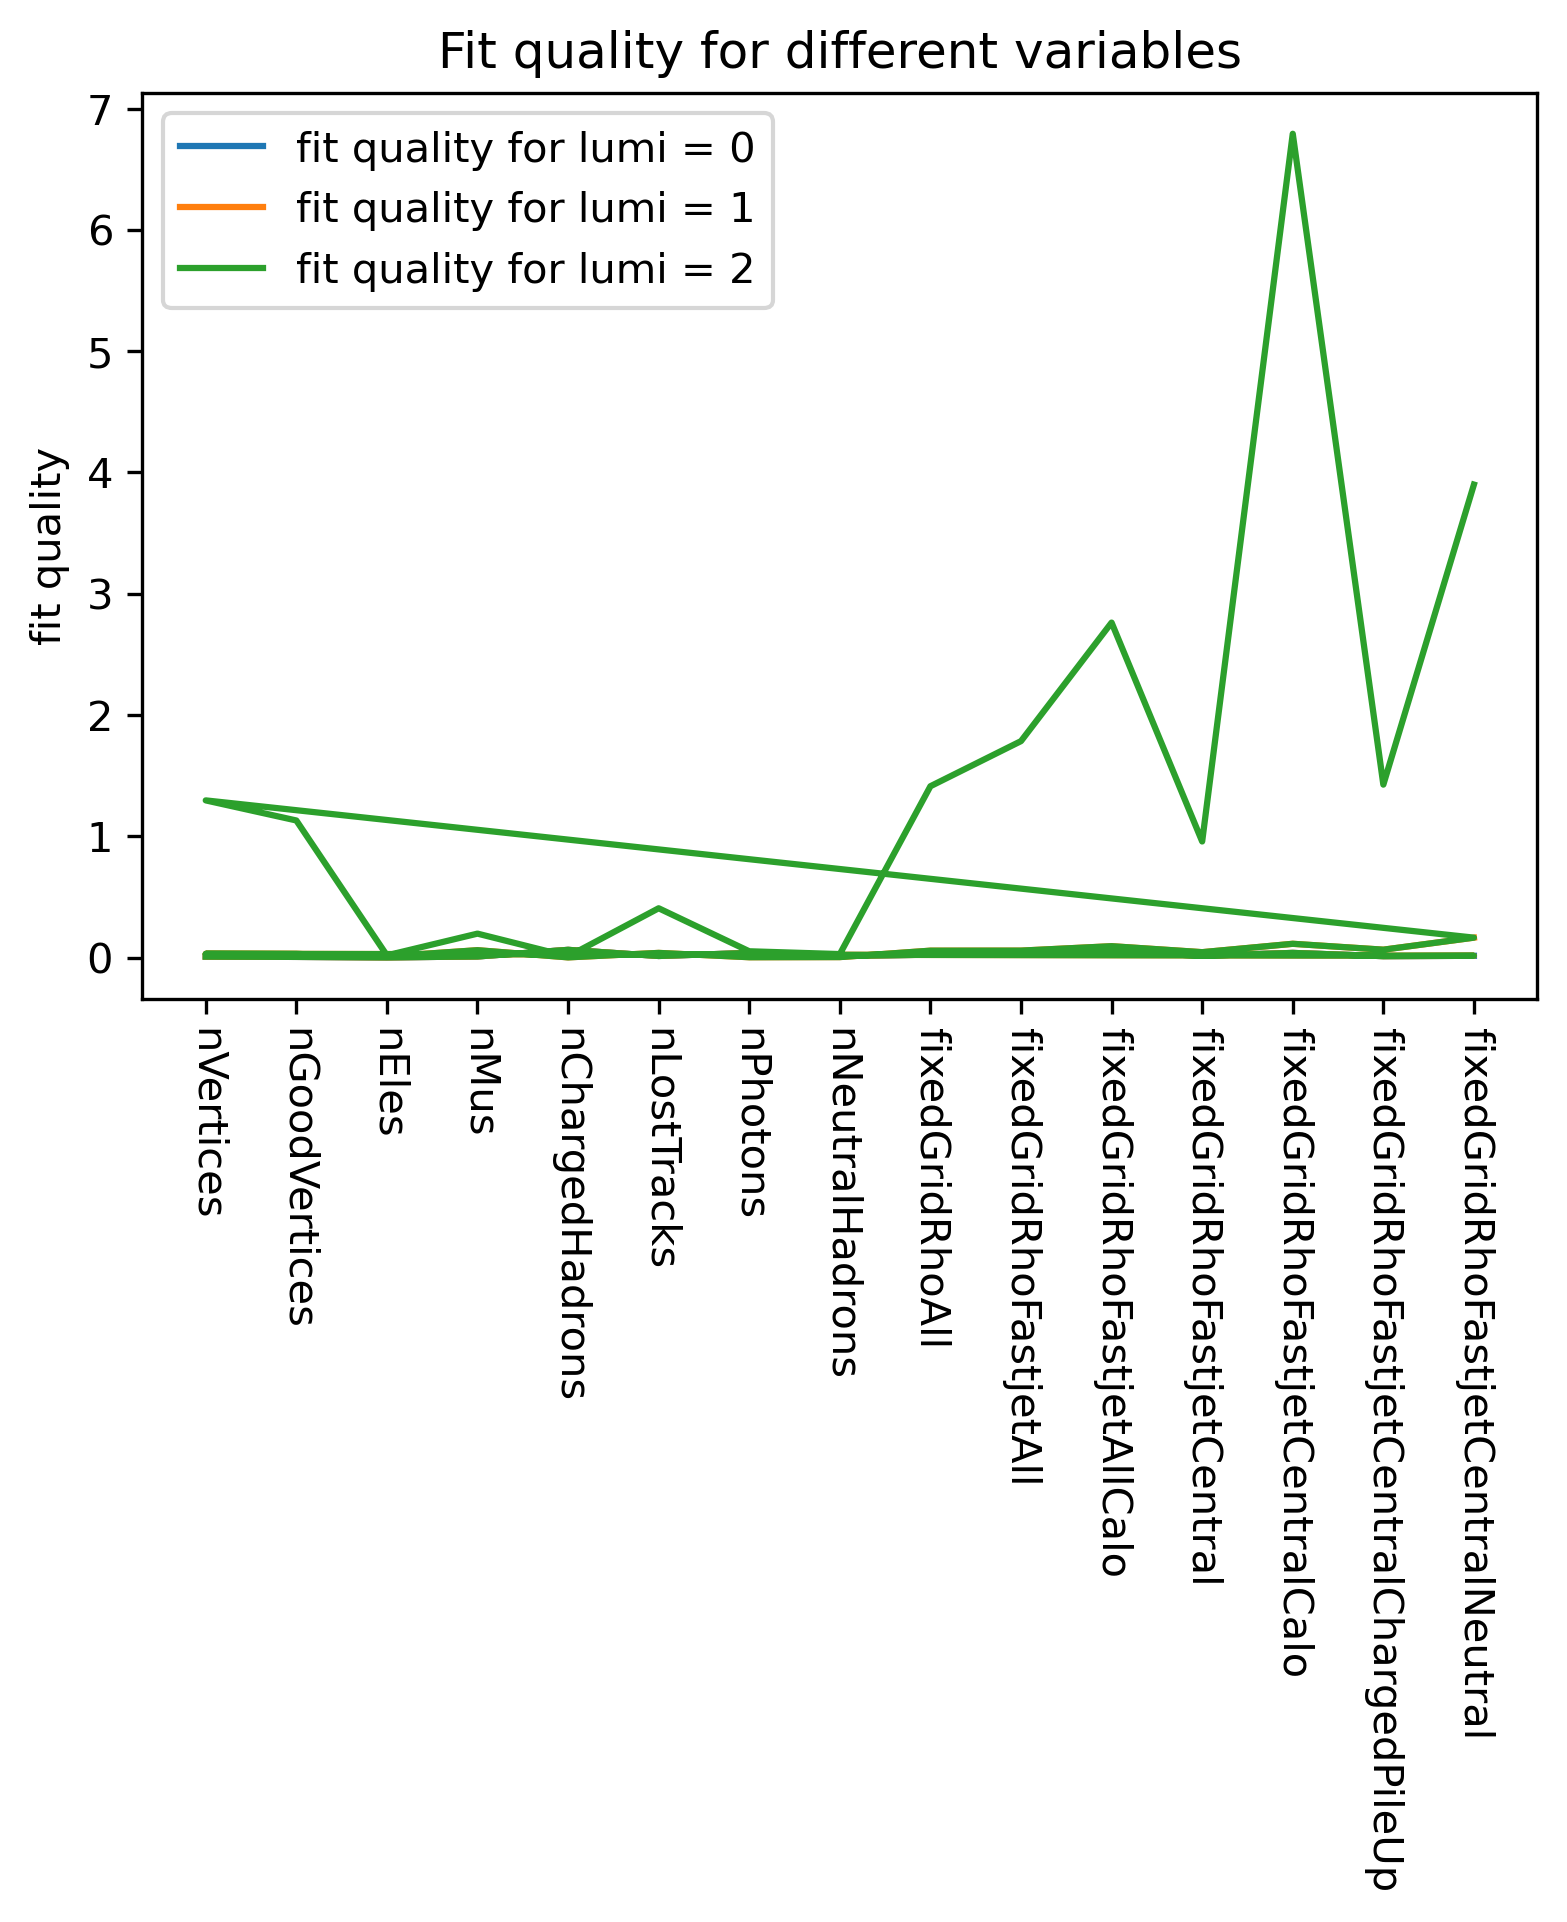 Fit quality for different variables
fit quality for lumi = 0
fit quality for lumi = 1
fit quality for lumi = 2
fit quality
7
6
5
4
3
2
1
0
nVertices
nGoodVertices
nEles
nMus
nChargedHadrons
nLostTracks
nPhotons
nNeutralHadrons
fixedGridRhoAll
fixedGridRhoFastjetAll
fixedGridRhoFastjetAllCalo
fixedGridRhoFastjetCentral
fixedGridRhoFastjetCentralCalo
fixedGridRhoFastjetCentralChargedPileUp
fixedGridRhoFastjetCentralNeutral